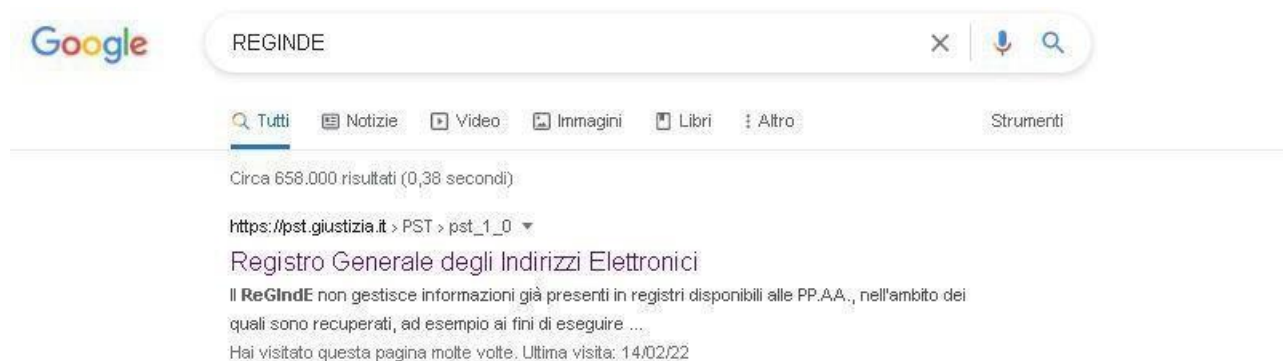 Google
REGINDE
Tutti Notizie Video Immagini Libri Altro Strumenti
Circa 658.000 risultati (0,38 secondi)
https://pst.giustizia.it › PST › pst_1_0
Registro Generale degli Indirizzi Elettronici
Il ReGIndE non gestisce informazioni già presenti in registri disponibili alle PP.AA., nell'ambito dei
quali sono recuperati, ad esempio ai fini di eseguire ...
Hai visitato questa pagina molte volte. Ultima visita: 14/02/22